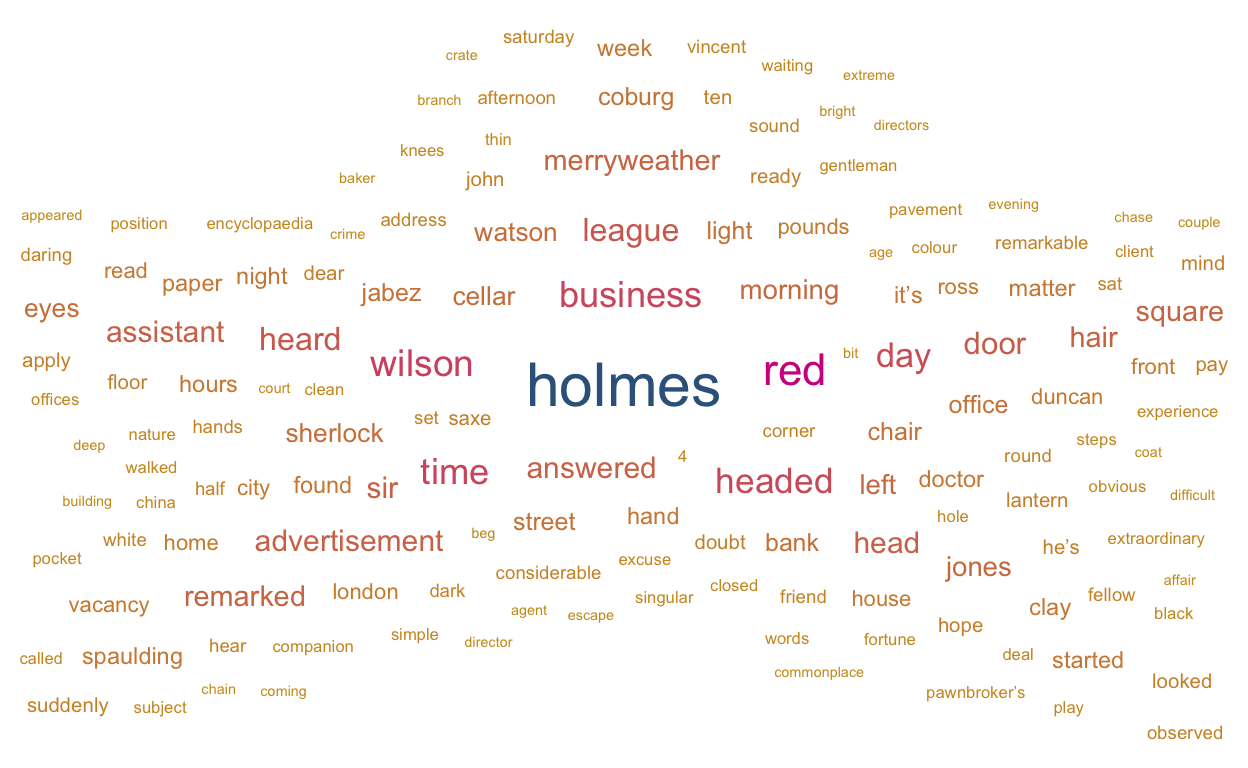 saturday week vincent
crate waiting extreme
branch afternoon coburg ten bright
sound directors
thin
knees merryweather gentleman
baker john ready
appeared position encyclopaedia crime address watson league light pounds pavement evening chase couple
daring age colour remarkable client mind
read paper night dear jabez cellar business morning it’s ross matter sat
eyes assistant heard square
wilson holmes red bit day door hair
apply floor hours court clean front pay
offices set saxe office duncan experience
deep nature hands sherlock corner chair steps coat
walked time answered 4 headed left doctor round
building china half city found sir lantern obvious difficult
white home advertisement beg street hand hole
pocket doubt bank head he’s extraordinary
considerable excuse jones
vacancy remarked london dark singular closed friend house clay fellow affair
agent escape black
called spaulding hear companion simple director words fortune hope
commonplace deal started
suddenly subject chain coming pawnbroker’s play looked
observed